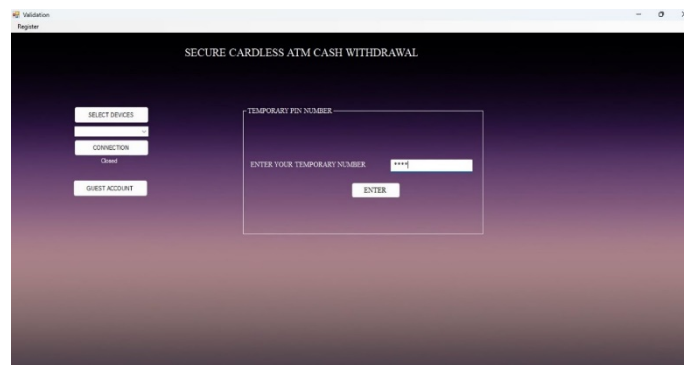 Validation
Register
SECURE CARDLESS ATM CASH WITHDRAWAL
SELECT DEVICES
CONNECTION
Closed
GUEST ACCOUNT
TEMPORARY PIN NUMBER
ENTER YOUR TEMPORARY NUMBER
****
ENTER